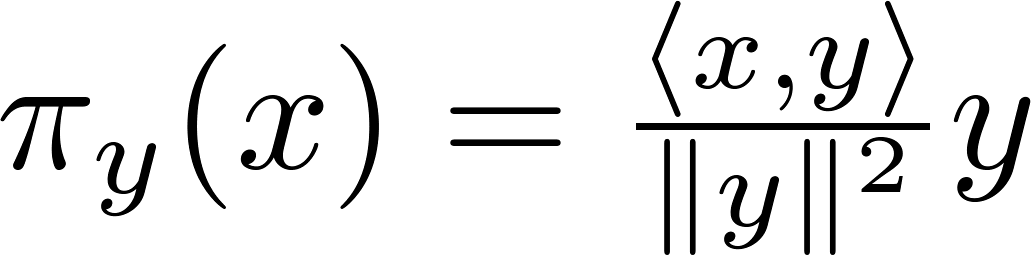 π_y(x) = \frac{⟨x,y⟩}{‖y‖^2} y